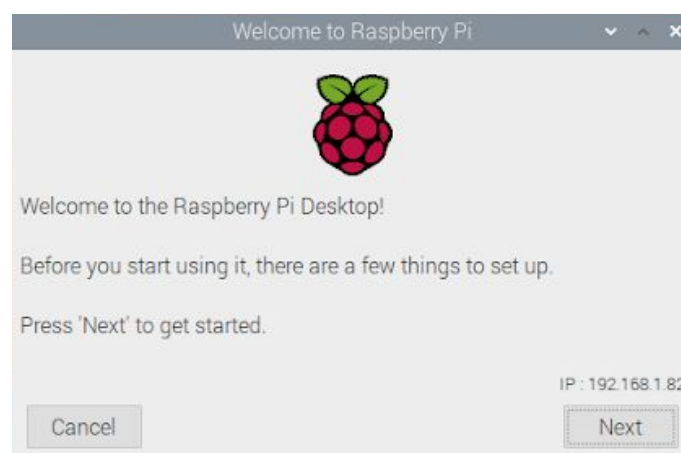 Welcome to Raspberry Pi
Welcome to the Raspberry Pi Desktop!
Before you start using it, there are a few things to set up.
Press 'Next' to get started.
IP : 192.168.1.82
Cancel
Next